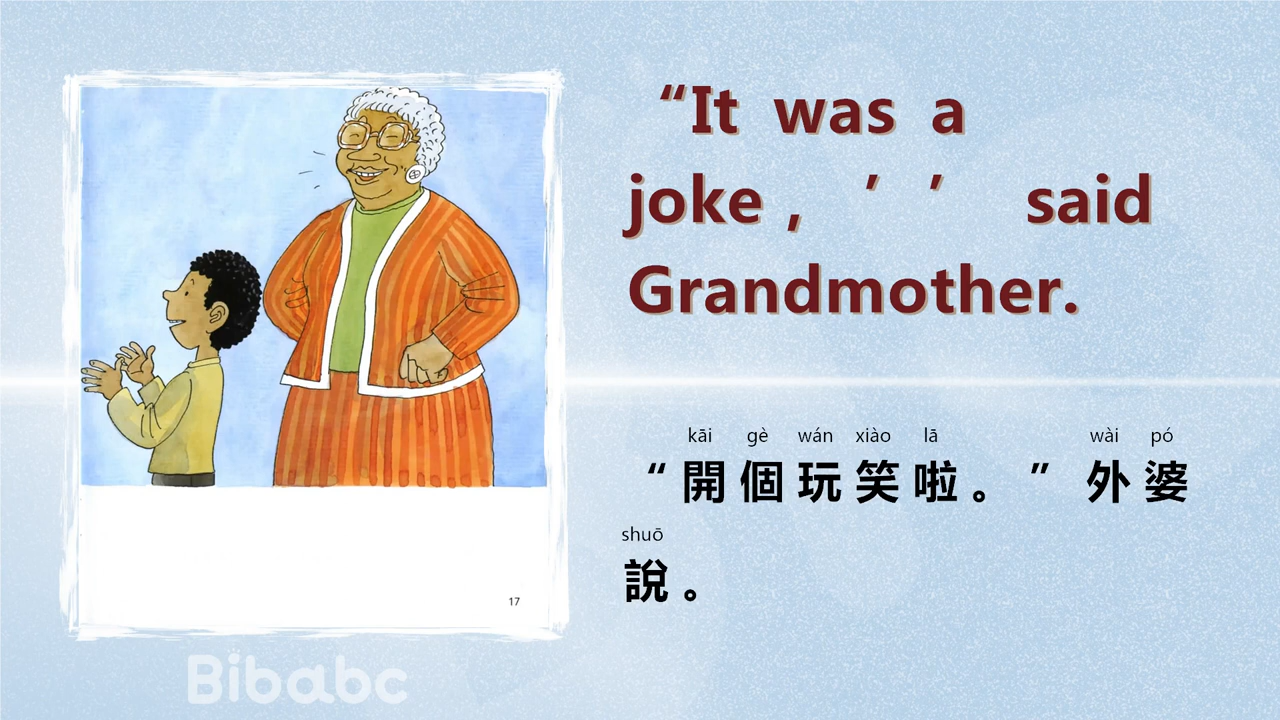 “It was a
joke， ′ ′ said
Grandmother.
kāi gè wán xiào lā wài pó
“開個玩笑啦。” 外婆
shuō
說。
17
Bibabc